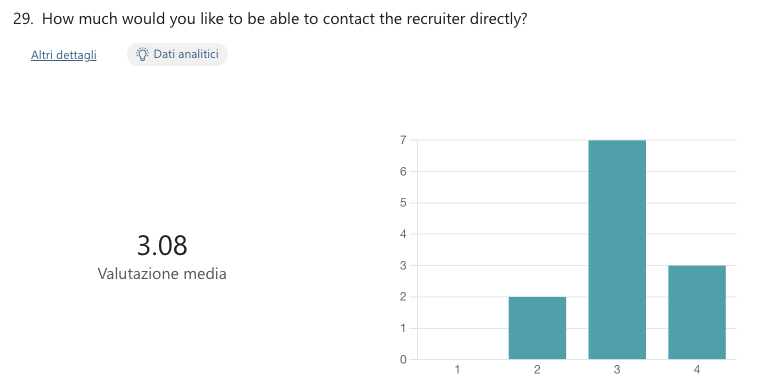 29. How much would you like to be able to contact the recruiter directly?
Altri dettagli
Dati analitici
3.08
Valutazione media
7
6
5
4
3
2
1
0
1 2 3 4